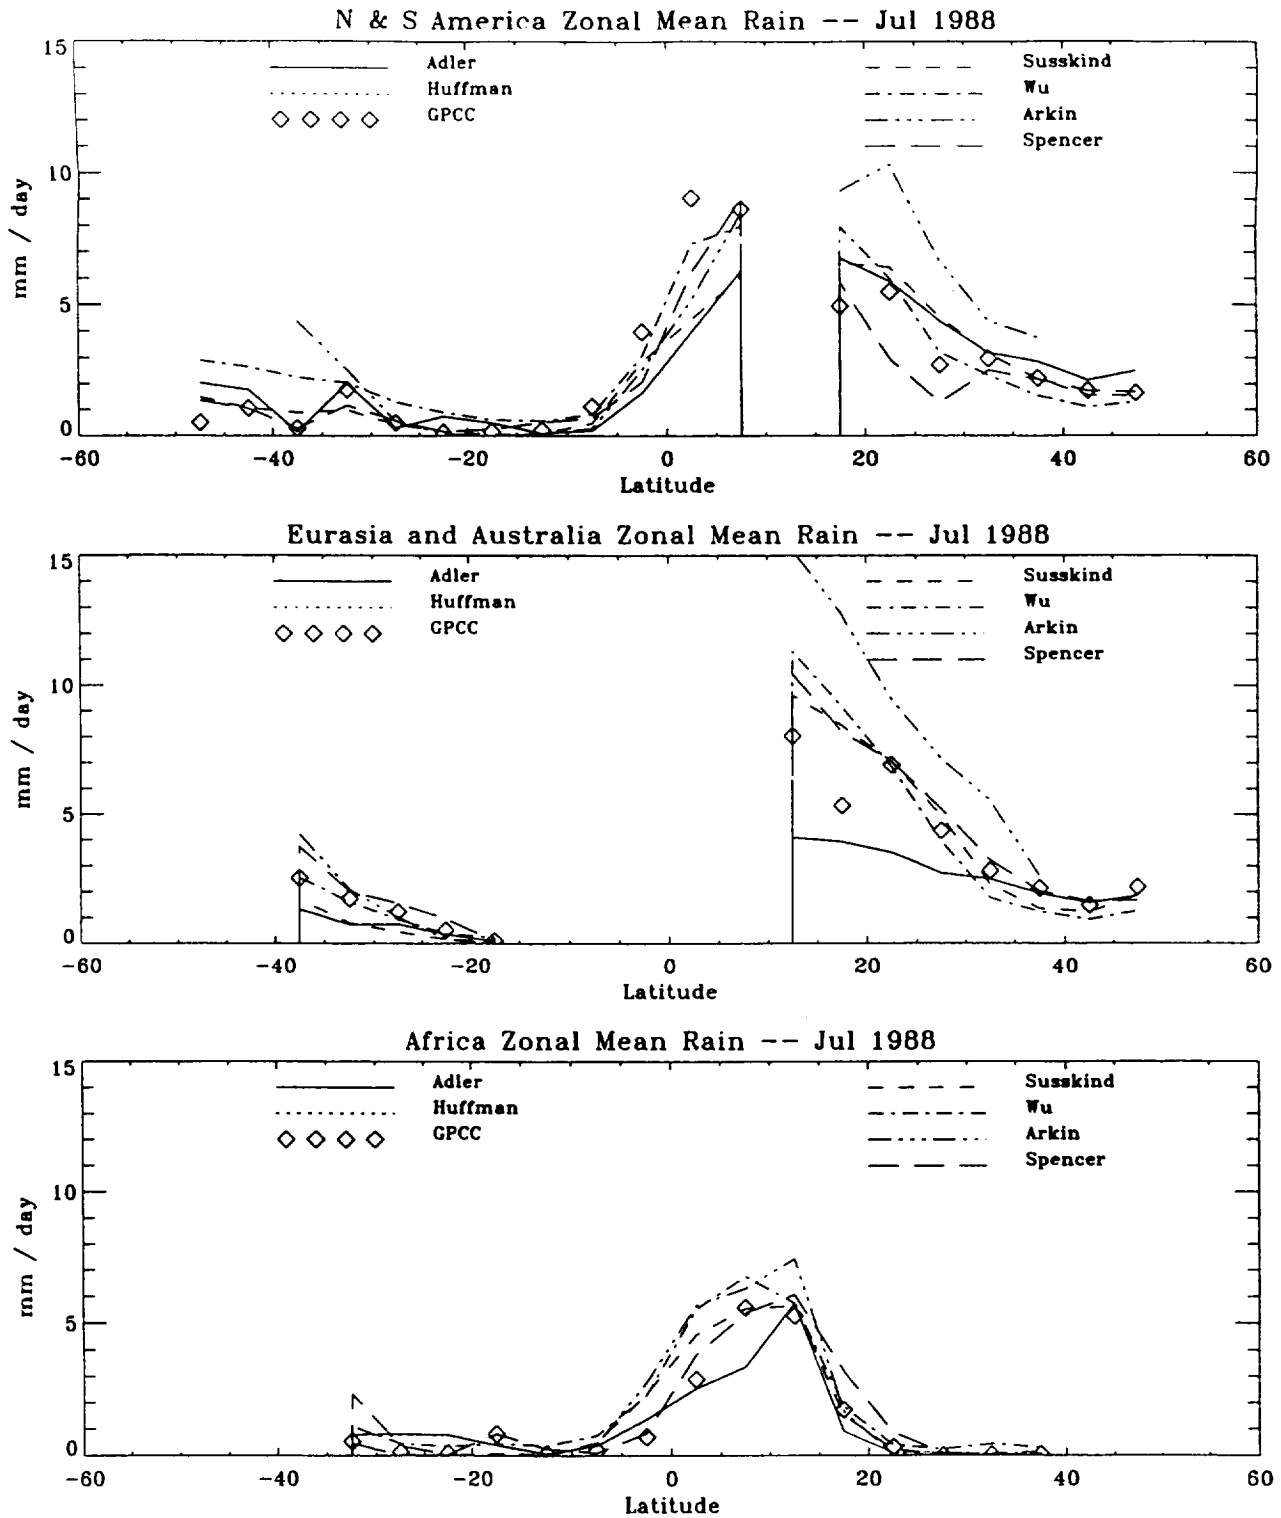 N & S America Zonal Mean Rain -- Jul 1988
15
Adler
Susskind
Huffman
Wu
GPCC
Arkin
Spencer
10
mm / day
5
0
-60 -40 -20 0 20 40 60
Latitude
Eurasia and Australia Zonal Mean Rain -- Jul 1988
15
Adler
Susskind
Huffman
Wu
GPCC
Arkin
Spencer
10
mm / day
5
0
-60 -40 -20 0 20 40 60
Latitude
Africa Zonal Mean Rain -- Jul 1988
15
Adler
Susskind
Huffman
Wu
GPCC
Arkin
Spencer
10
mm / day
5
0
-60 -40 -20 0 20 40 60
Latitude